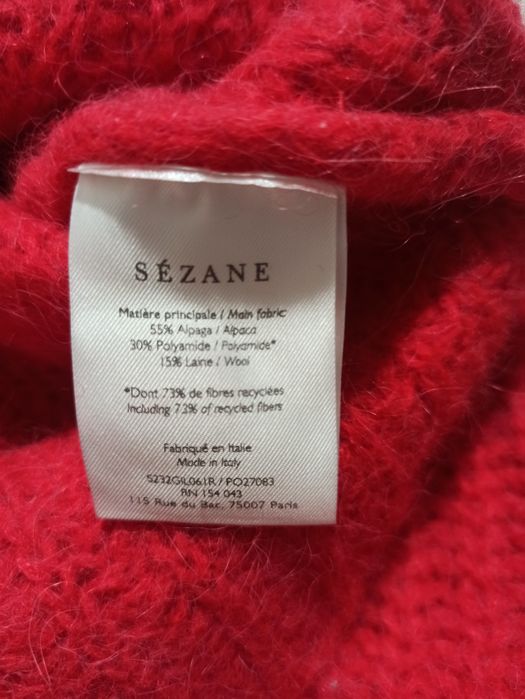 SÉZANE
Matière principale / Main fabric
55% Alpaga / Alpaca
30% Polyamide / Polyamide*
15% Laine / Wool
*Dont 73% de fibres recyclées
Including 73% of recycled fibers
Fabriqué en Italie
Made in Italy
S232GIL061R / PO27083
RN 154 043
115 Rue du Bac, 75007 Paris